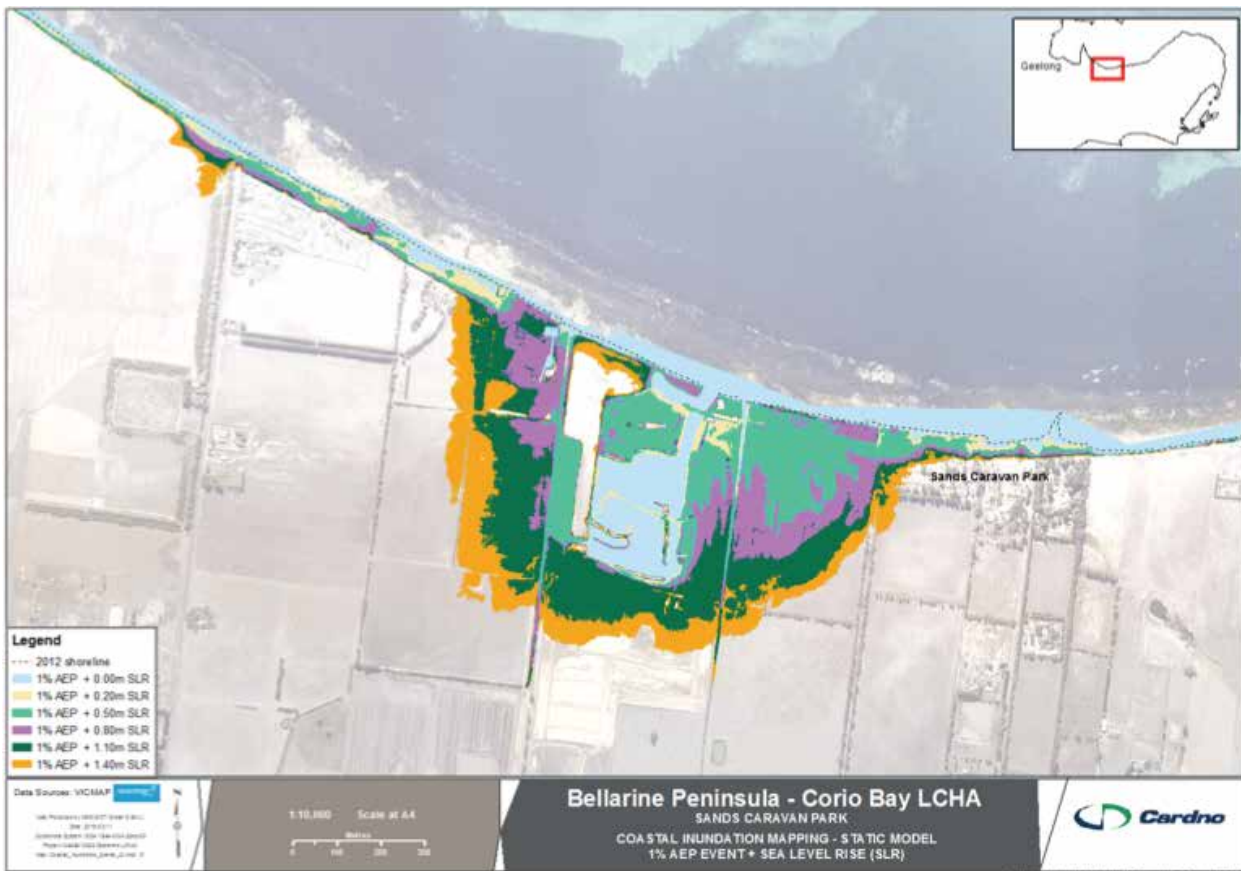 Geelong
Sands Caravan Park
Legend
2012 shoreline
1% AEP + 0.00m SLR
1% AEP + 0.20m SLR
1% AEP + 0.50m SLR
1% AEP + 0.80m SLR
1% AEP + 1.10m SLR
1% AEP + 1.40m SLR
Data Sources: VICMAP
1:10,000 Scale at A4
Metres
0 100 200 300
Bellarine Peninsula - Corio Bay LCHA
SANDS CARAVAN PARK
COASTAL INUNDATION MAPPING - STATIC MODEL
1% AEP EVENT + SEA LEVEL RISE (SLR)
Cardno